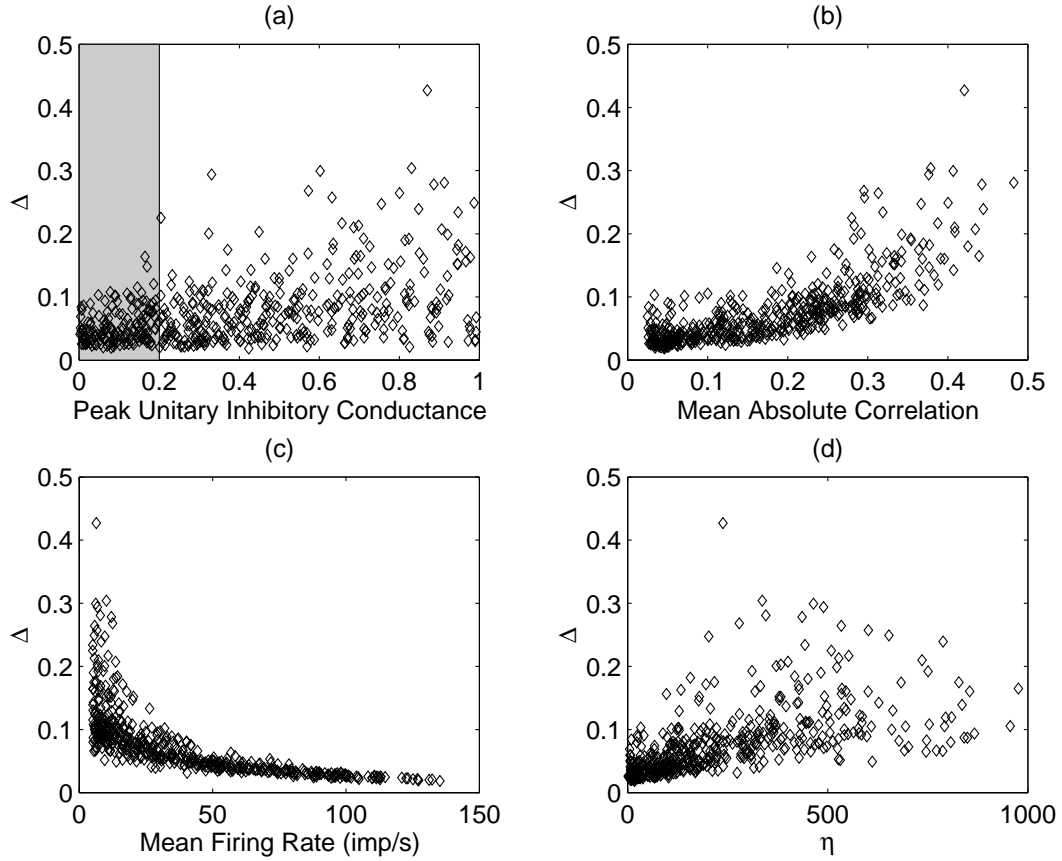 (a)
0.5
0.4
0.3
0.2
0.1
0
Δ
0 0.2 0.4 0.6 0.8 1
Peak Unitary Inhibitory Conductance
(b)
0.5
0.4
0.3
0.2
0.1
0
Δ
0 0.1 0.2 0.3 0.4 0.5
Mean Absolute Correlation
(c)
0.5
0.4
0.3
0.2
0.1
0
Δ
0 50 100 150
Mean Firing Rate (imp/s)
(d)
0.5
0.4
0.3
0.2
0.1
0
Δ
0 500 1000
η